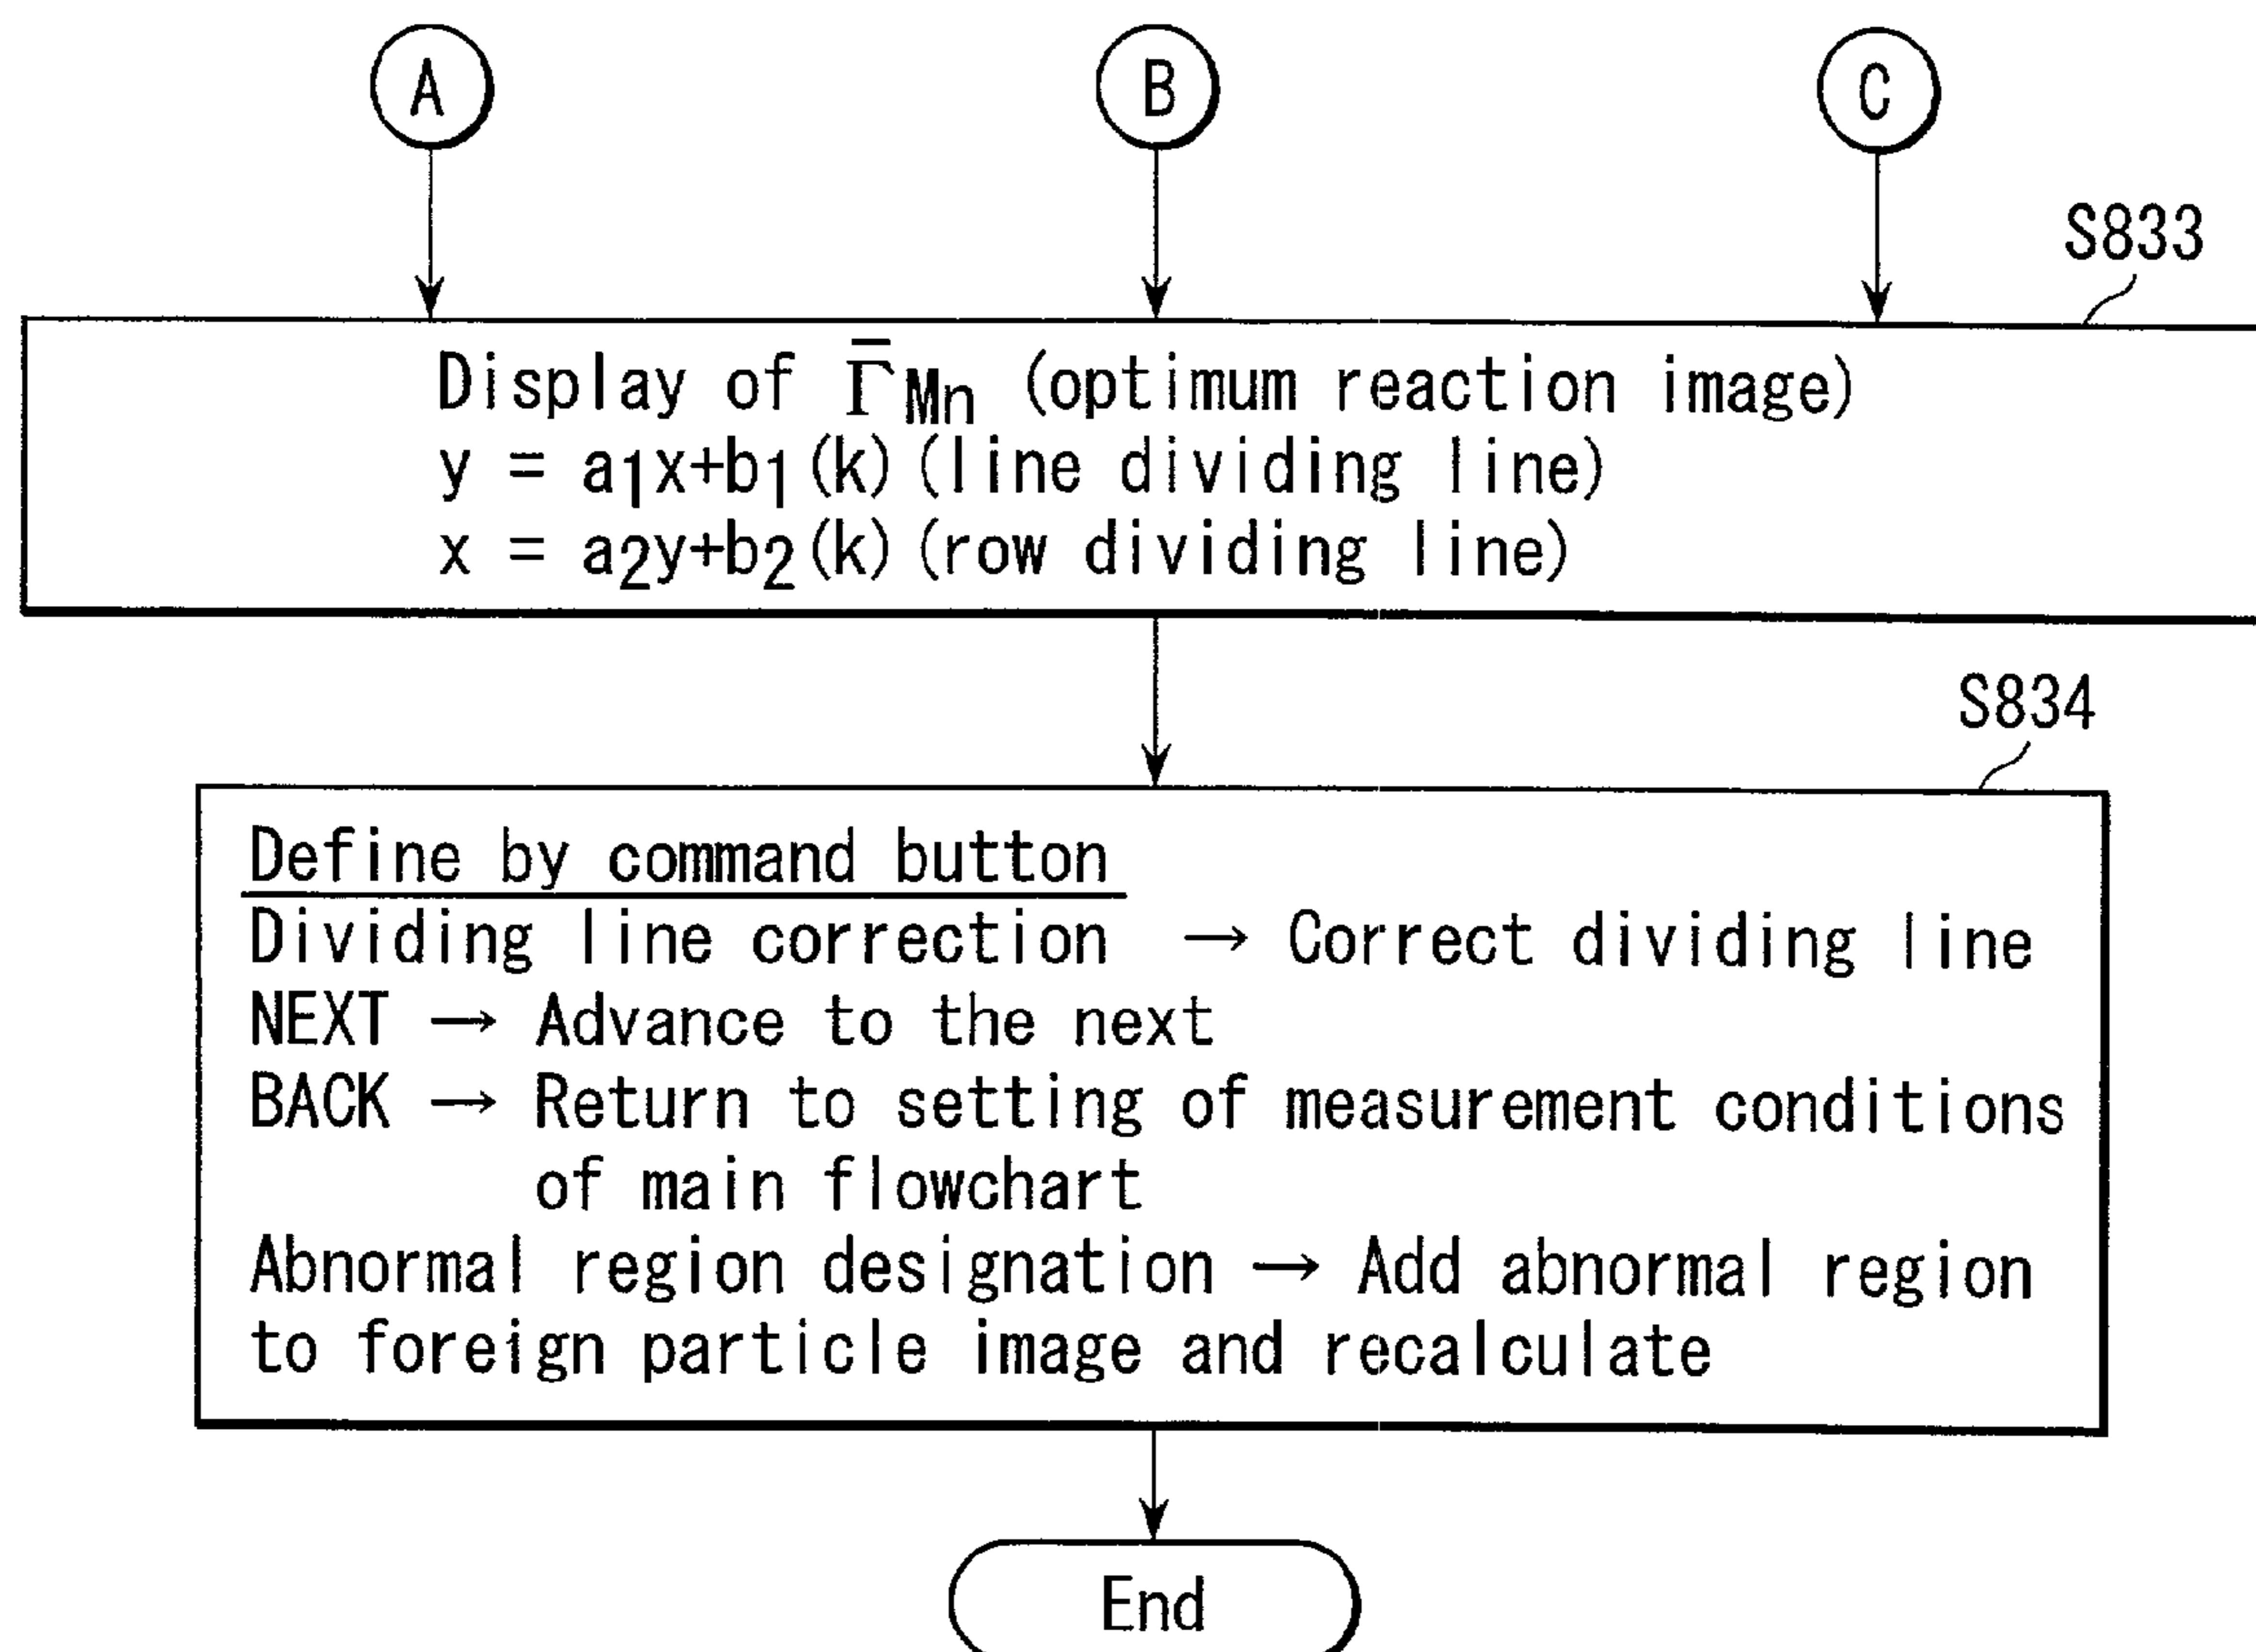 A B C
S833
Display of Γ̄Mn (optimum reaction image)
y = a1x+b1(k)(line dividing line)
x = a2y+b2(k)(row dividing line)
S834
Define by command button
Dividing line correction → Correct dividing line
NEXT → Advance to the next
BACK → Return to setting of measurement conditions
of main flowchart
Abnormal region designation → Add abnormal region
to foreign particle image and recalculate
End